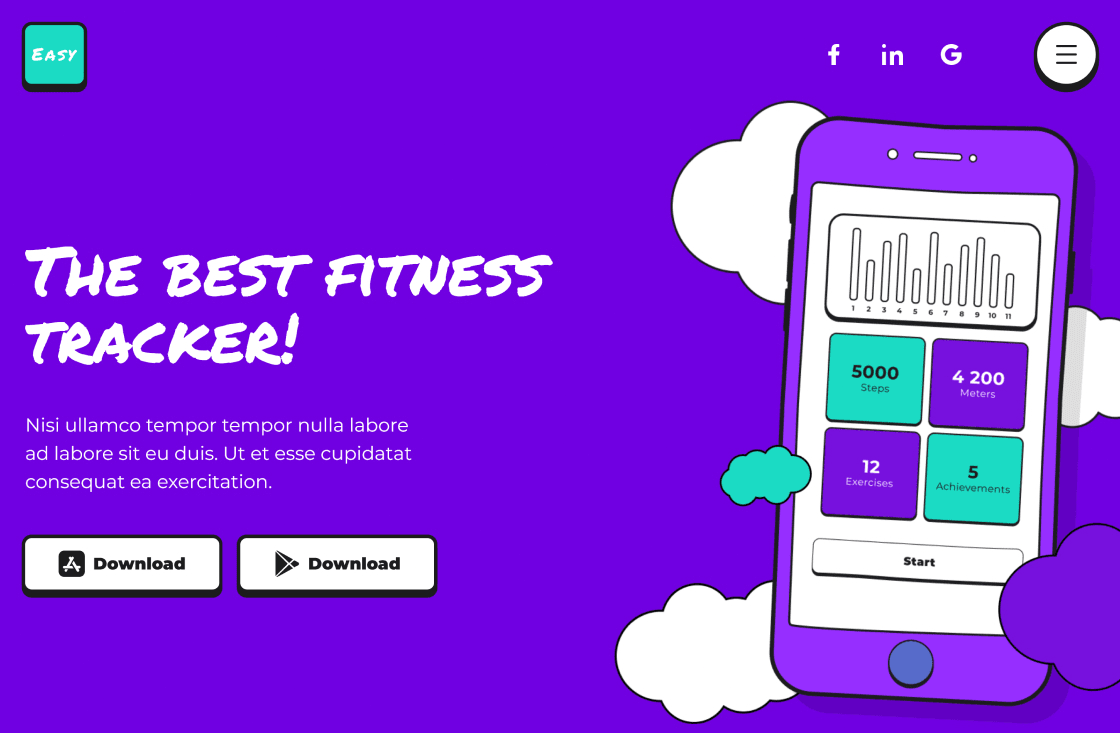 Easy
f in G
The best fitness
tracker!
Nisi ullamco tempor tempor nulla labore
ad labore sit eu duis. Ut et esse cupidatat
consequat ea exercitation.
Download Download
1 2 3 4 5 6 7 8 9 10 11
5000
Steps
4 200
Meters
12
Exercises
5
Achievements
Start